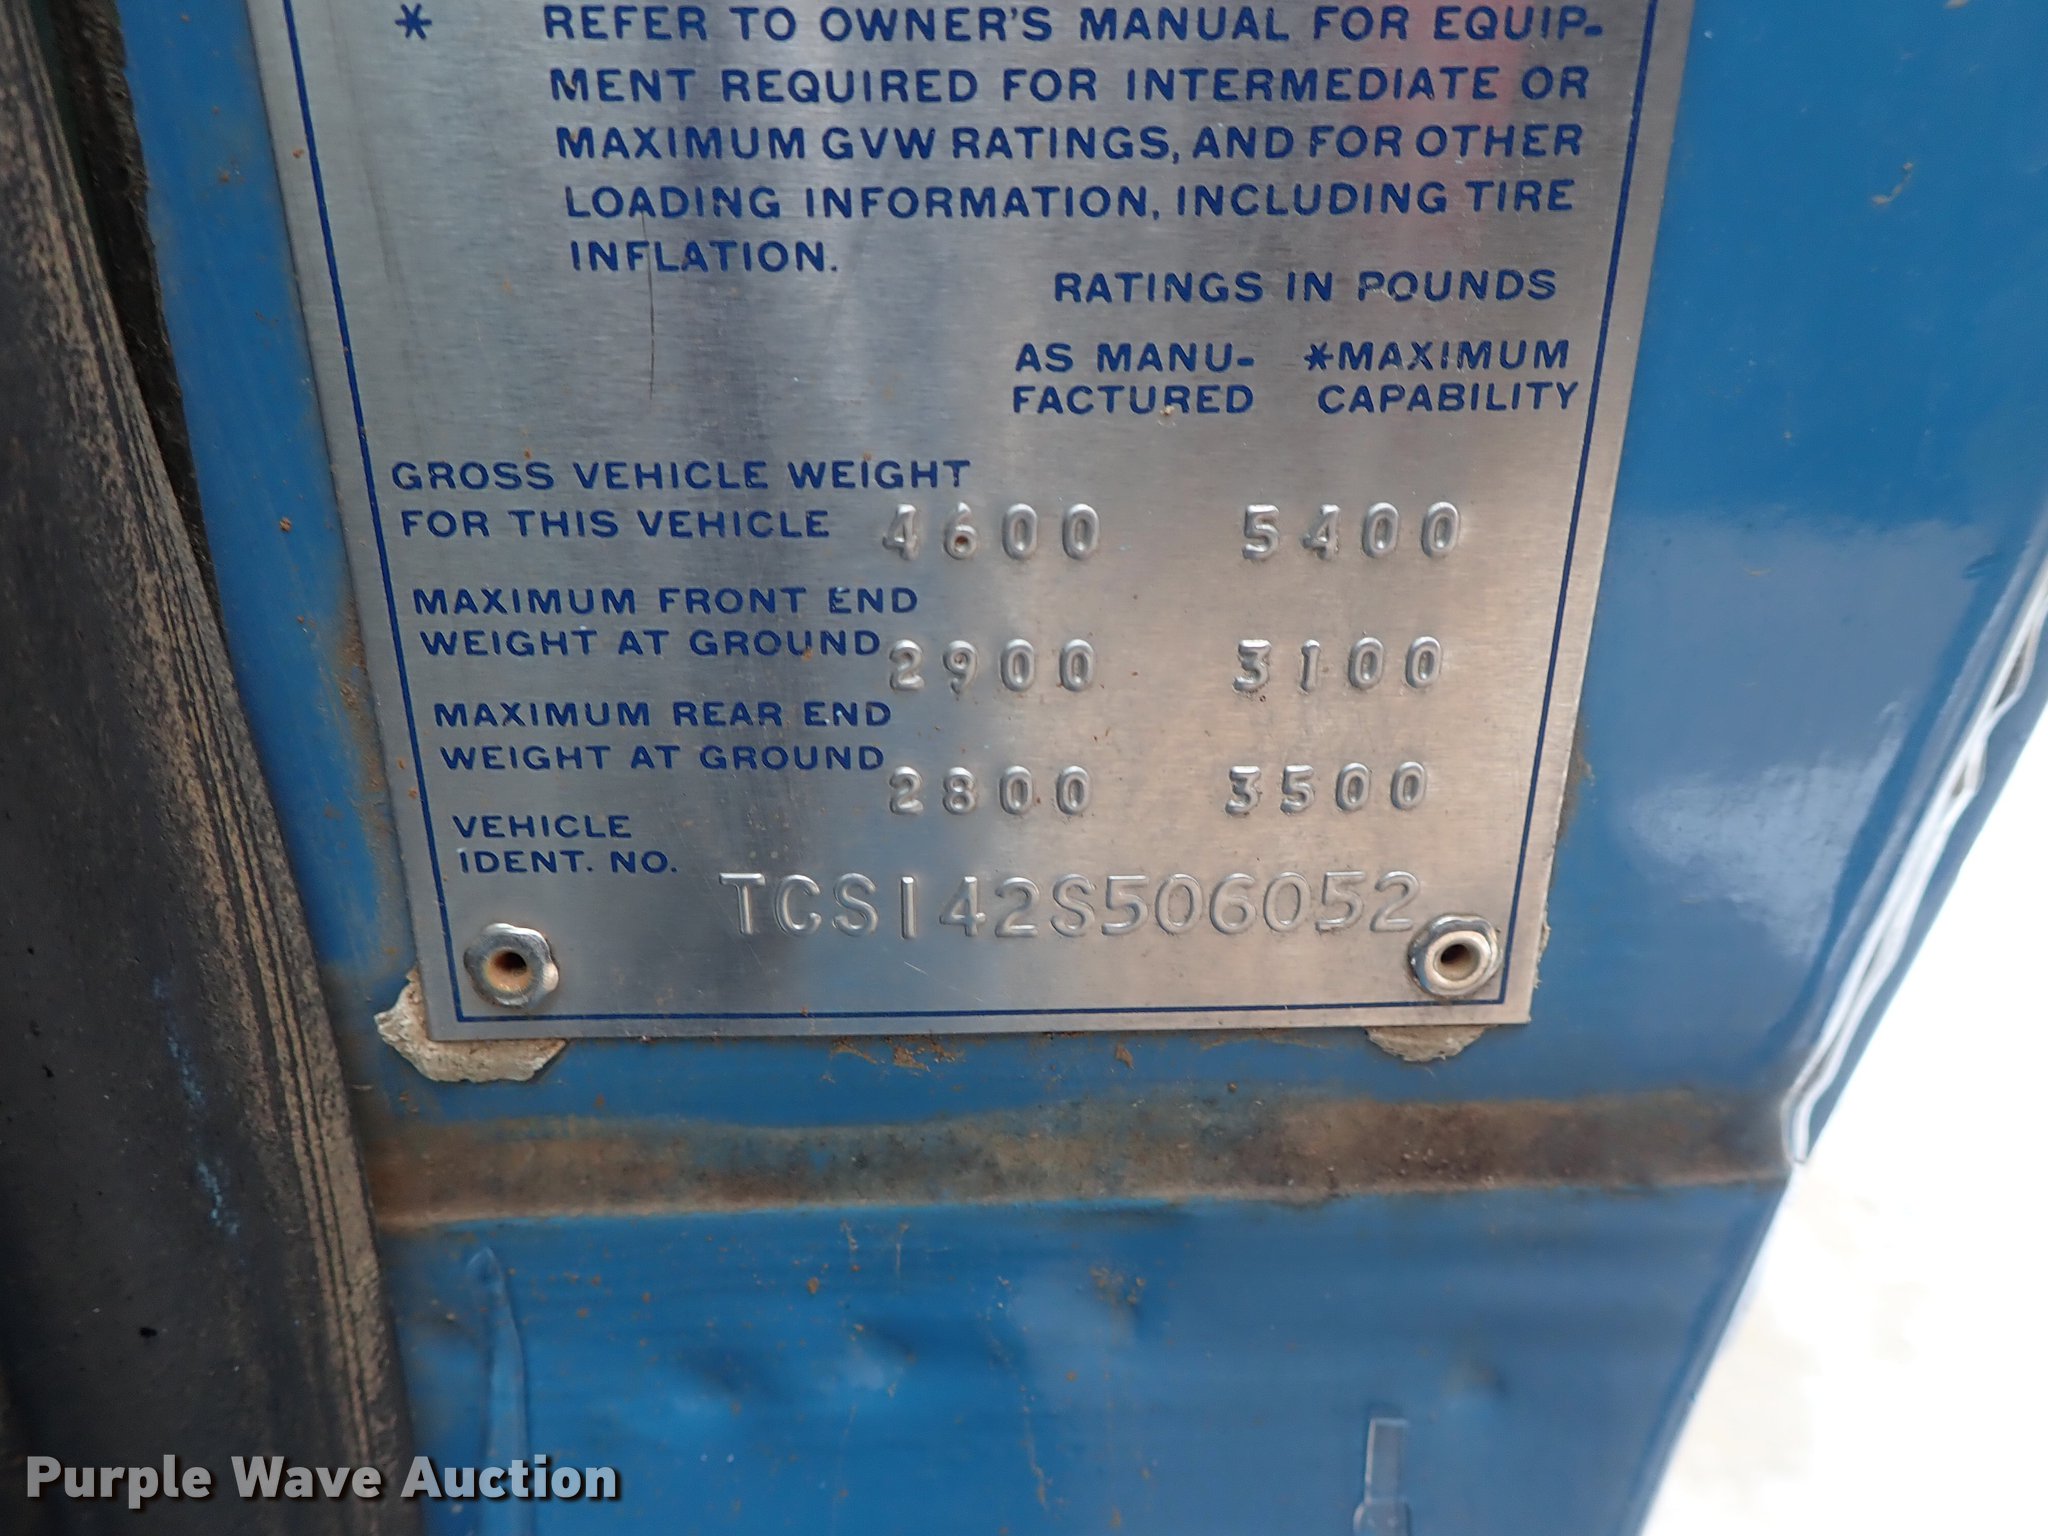 * REFER TO OWNER'S MANUAL FOR EQUIP-
MENT REQUIRED FOR INTERMEDIATE OR
MAXIMUM GVW RATINGS, AND FOR OTHER
LOADING INFORMATION, INCLUDING TIRE
INFLATION.
RATINGS IN POUNDS
AS MANU- *MAXIMUM
FACTURED CAPABILITY
GROSS VEHICLE WEIGHT
FOR THIS VEHICLE 4600 5400
MAXIMUM FRONT END
WEIGHT AT GROUND 2900 3100
MAXIMUM REAR END
WEIGHT AT GROUND 2800 3500
VEHICLE
IDENT. NO. TCS142S506052
Purple Wave Auction